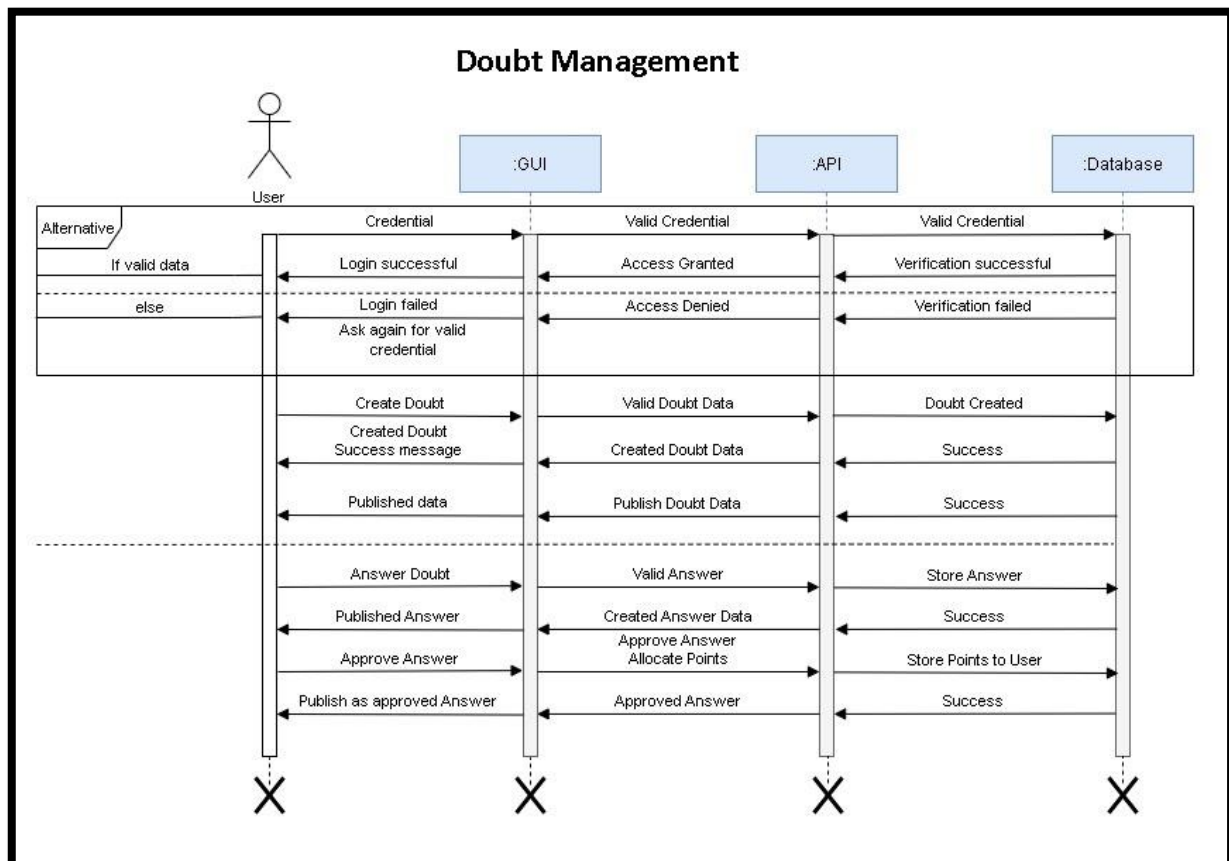 Doubt Management
:GUI
:API
:Database
User
Alternative
Credential
Valid Credential
Valid Credential
If valid data
Login successful
Access Granted
Verification successful
else
Login failed
Access Denied
Verification failed
Ask again for valid
credential
Create Doubt
Valid Doubt Data
Doubt Created
Created Doubt
Success message
Created Doubt Data
Success
Published data
Publish Doubt Data
Success
Answer Doubt
Valid Answer
Store Answer
Published Answer
Created Answer Data
Success
Approve Answer
Approve Answer
Allocate Points
Store Points to User
Publish as approved Answer
Approved Answer
Success